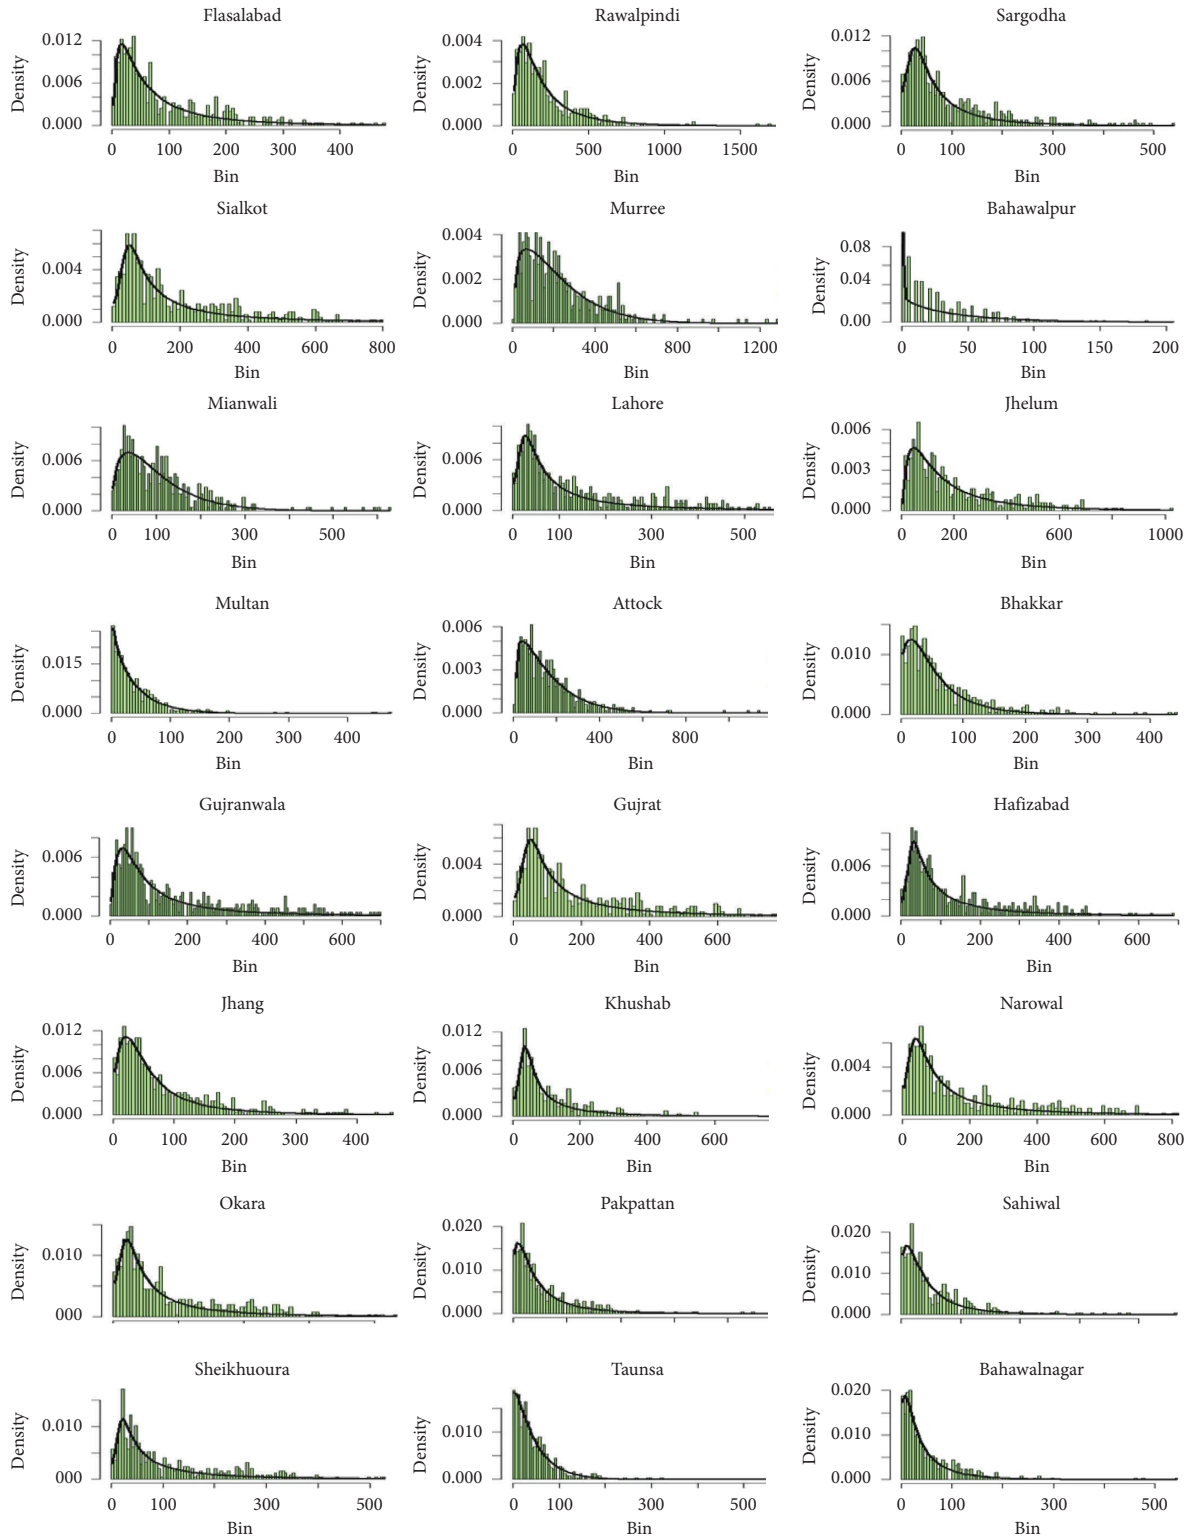 Flasalabad
Density
0.012
0.006
0.000
0 100 200 300 400
Bin
Rawalpindi
Density
0.004
0.002
0.000
0 500 1000 1500
Bin
Sargodha
Density
0.012
0.006
0.000
0 100 300 500
Bin
Sialkot
Density
0.004
0.000
0 200 400 600 800
Bin
Murree
Density
0.004
0.002
0.000
0 400 800 1200
Bin
Bahawalpur
Density
0.08
0.04
0.00
0 50 100 150 200
Bin
Mianwali
Density
0.006
0.000
0 100 300 500
Bin
Lahore
Density
0.006
0.000
0 100 300 500
Bin
Jhelum
Density
0.006
0.003
0.000
0 200 600 1000
Bin
Multan
Density
0.015
0.000
0 100 200 300 400
Bin
Attock
Density
0.006
0.003
0.000
0 400 800
Bin
Bhakkar
Density
0.010
0.000
0 100 200 300 400
Bin
Gujranwala
Density
0.006
0.000
0 200 400 600
Bin
Gujrat
Density
0.004
0.000
0 200 400 600
Bin
Hafizabad
Density
0.006
0.000
0 200 400 600
Bin
Jhang
Density
0.012
0.006
0.000
0 100 200 300 400
Bin
Khushab
Density
0.012
0.006
0.000
0 200 400 600
Bin
Narowal
Density
0.004
0.000
0 200 400 600 800
Bin
Okara
Density
0.010
000
Pakpattan
Density
0.020
0.010
0.000
Sahiwal
Density
0.020
0.010
0.000
Sheikhuoura
Density
0.010
000
0 100 300 500
Bin
Taunsa
Density
0.010
0.000
0 100 300 500
Bin
Bahawalnagar
Density
0.020
0.010
0.000
0 100 300 500
Bin